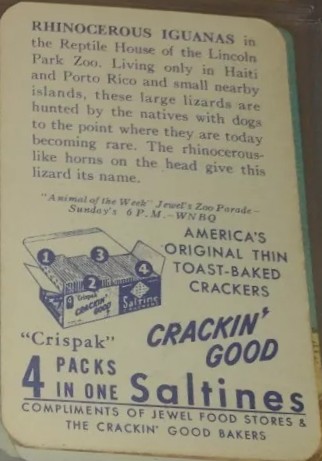 RHINOCEROUS IGUANAS in
the Reptile House of the Lincoln
Park Zoo. Living only in Haiti
and Porto Rico and small nearby
islands, these large lizards are
hunted by the natives with dogs
to the point where they are today
becoming rare. The rhinocerous-
like horns on the head give this
lizard its name.
"Animal of the Week" Jewel's Zoo Parade-
Sunday's 6 P.M.-WNBQ
AMERICA'S
ORIGINAL THIN
TOAST-BAKED
CRACKERS
1
3
2
4
Crispak
CRACKIN'
GOOD
Saltines
CRACKIN'
GOOD
"Crispak"
4 PACKS
IN ONE Saltines
COMPLIMENTS OF JEWEL FOOD STORES &
THE CRACKIN' GOOD BAKERS